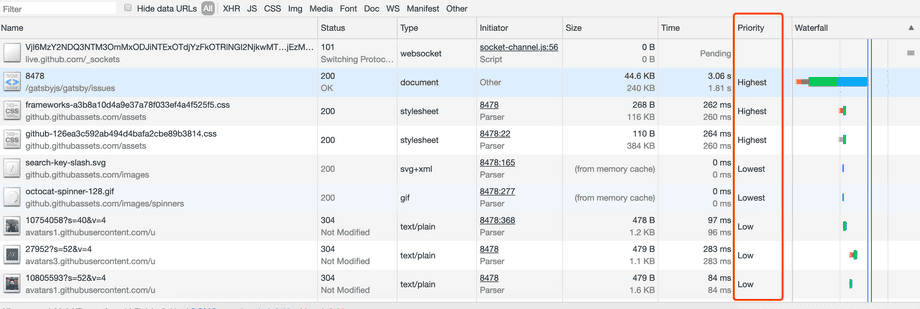 Filter Hide data URLs All XHR JS CSS Img Media Font Doc WS Manifest Other
Name Status Type Initiator Size Time Priority Waterfall
101 socket-channel.js:56 0 B
websocket Pending
live.github.com/_sockets Switching Protoc... Script 0 B
8478 200 Other 44.6 KB 3.06 s
document Highest
/gatsbyjs/gatsby/issues OK 240 KB 1.81 s
frameworks-a3b8a10d4a9e37a78f033ef4a4f525f5.css 8478 268 B 262 ms
200 stylesheet Highest
github.githubassets.com/assets Parser 116 KB 260 ms
github-126ea3c592ab494d4bafa2cbe89b3814.css 8478:22 110 B 264 ms
200 stylesheet Highest
github.githubassets.com/assets Parser 384 KB 260 ms
search-key-slash.svg 8478:165 0 ms
200 svg+xml (from memory cache) Lowest
github.githubassets.com/images Parser 0 ms
octocat-spinner-128.gif 8478:277 0 ms
200 gif (from memory cache) Lowest
github.githubassets.com/images/spinners Parser 0 ms
10754058?s=40&v=4 304 8478:368 478 B 97 ms
text/plain Low
avatars1.githubusercontent.com/u Not Modified Parser 1.2 KB 96 ms
27952?s=52&v=4 304 8478 479 B 283 ms
text/plain Low
avatars3.githubusercontent.com/u Not Modified Parser 1.1 KB 283 ms
10805593?s=52&v=4 304 8478 479 B 84 ms
text/plain Low
avatars1.githubusercontent.com/u Not Modified Parser 1.6 KB 84 ms